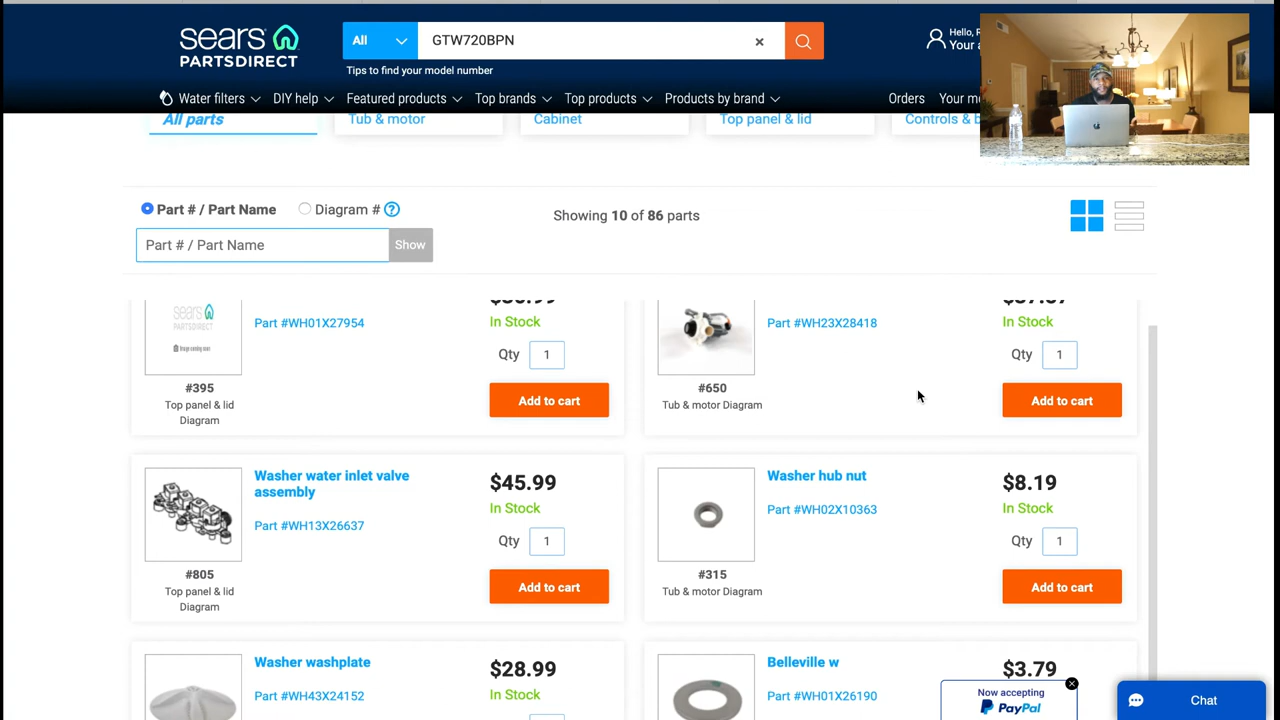 sears
PARTSDIRECT
All
GTW720BPN
Tips to find your model number
Hello,
Your a
Water filters
DIY help
Featured products
Top brands
Top products
Products by brand
Orders
Your m
All parts
Tub & motor
Cabinet
Top panel & lid
Controls & b
Part # / Part Name
Diagram #
?
Showing 10 of 86 parts
Part # / Part Name
Show
sears
PARTSDIRECT
Part #WH01X27954
In Stock
Qty 1
Add to cart
#395
Top panel & lid
Diagram
Part #WH23X28418
In Stock
Qty 1
Add to cart
#650
Tub & motor Diagram
Washer water inlet valve
assembly
Part #WH13X26637
$45.99
In Stock
Qty 1
Add to cart
#805
Top panel & lid
Diagram
Washer hub nut
Part #WH02X10363
$8.19
In Stock
Qty 1
Add to cart
#315
Tub & motor Diagram
Washer washplate
Part #WH43X24152
$28.99
In Stock
Belleville w
Part #WH01X26190
$3.79
Now accepting
PayPal
Chat